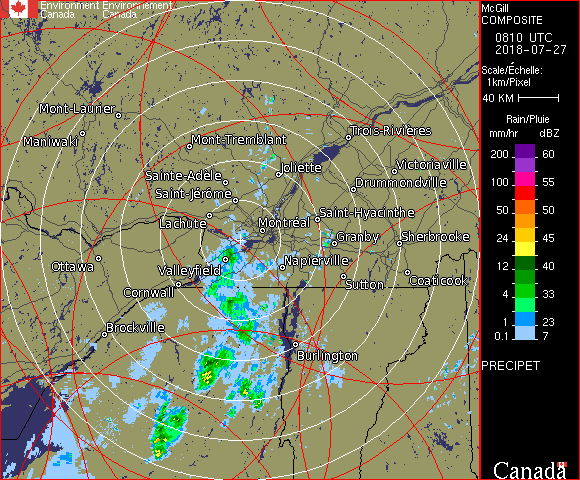 Environment Environnement
Canada Canada
McGill
COMPOSITE
0810 UTC
2018-07-27
Scale/Échelle:
1km/Pixel
40 KM
Rain/Pluie
mm/hr dBZ
200 60
100 55
50 50
24 45
12 40
4 33
1 23
0.1 7
PRECIPET
Canada
Mont-Laurier
Maniwaki
Mont-Tremblant
Trois-Rivières
Sainte-Adèle
Joliette
Victoriaville
Saint-Jérôme
Drummondville
Lachute
Montréal
Saint-Hyacinthe
Granby
Sherbrooke
Ottawa
Valleyfield
Napierville
Cornwall
Sutton
Coaticook
Brockville
Burlington